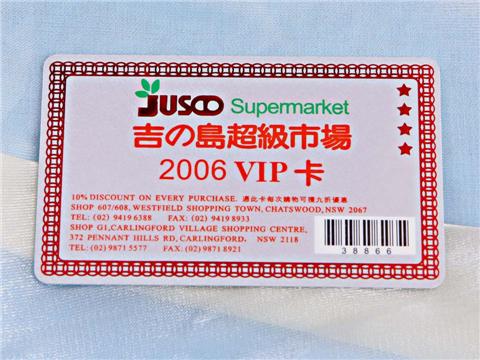 JUSCO Supermarket
吉の島超級市場
2006 VIP 卡
10% DISCOUNT ON EVERY PURCHASE. 憑此卡每次購物可獲九折優惠
SHOP 607/608, WESTFIELD SHOPPING TOWN, CHATSWOOD, NSW 2067
TEL: (02) 9419 6388 FAX: (02) 9419 8933
SHOP G1, CARLINGFORD VILLAGE SHOPPING CENTRE,
372 PENNANT HILLS RD, CARLINGFORD, NSW 2118
TEL: (02) 9871 5577 FAX: (02) 9871 8921
38866